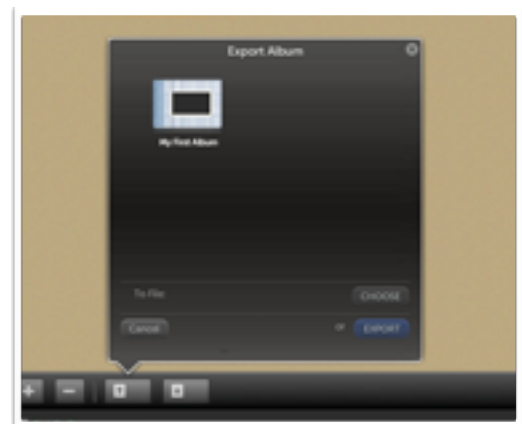 Export Album
My First Album
To File:
CHOOSE
Cancel
or
EXPORT